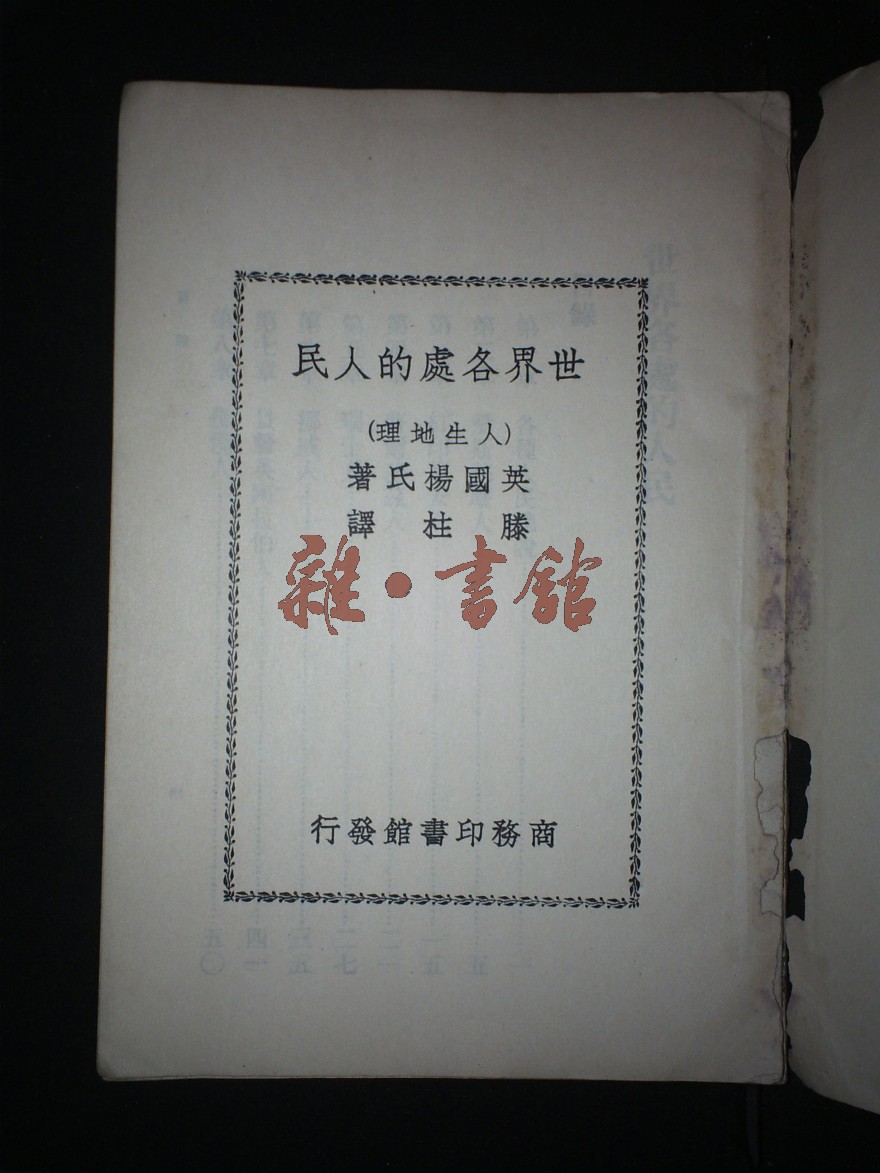 世界各處的人民
(人生地理)
英國楊氏著
滕柱譯
雜·書館
商務印書館發行